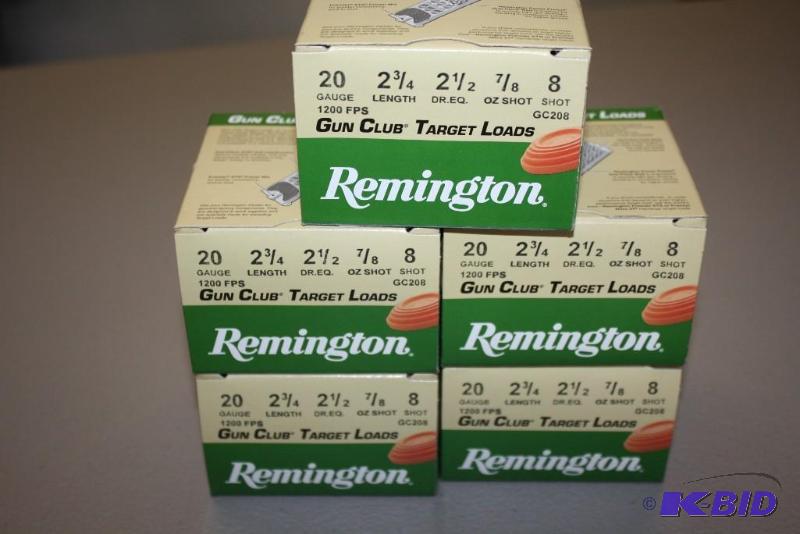 20 2¾ 2½ ⅞ 8
GAUGE LENGTH DR.EQ. OZ SHOT SHOT
1200 FPS GC208
GUN CLUB® TARGET LOADS
Remington®
GUN CLUB
20 2¾ 2½ ⅞ 8
GAUGE LENGTH DR.EQ. OZ SHOT SHOT
1200 FPS GC208
GUN CLUB® TARGET LOADS
Remington®
20 2¾ 2½ ⅞ 8
GAUGE LENGTH DR.EQ. OZ SHOT SHOT
1200 FPS GC208
GUN CLUB® TARGET LOADS
Remington®
20 2¾ 2½ ⅞ 8
GAUGE LENGTH DR.EQ. OZ SHOT SHOT
1200 FPS GC208
GUN CLUB® TARGET LOADS
Remington®
20 2¾ 2½ ⅞ 8
GAUGE LENGTH DR.EQ. OZ SHOT SHOT
1200 FPS GC208
GUN CLUB® TARGET LOADS
Remington®
© K-BID